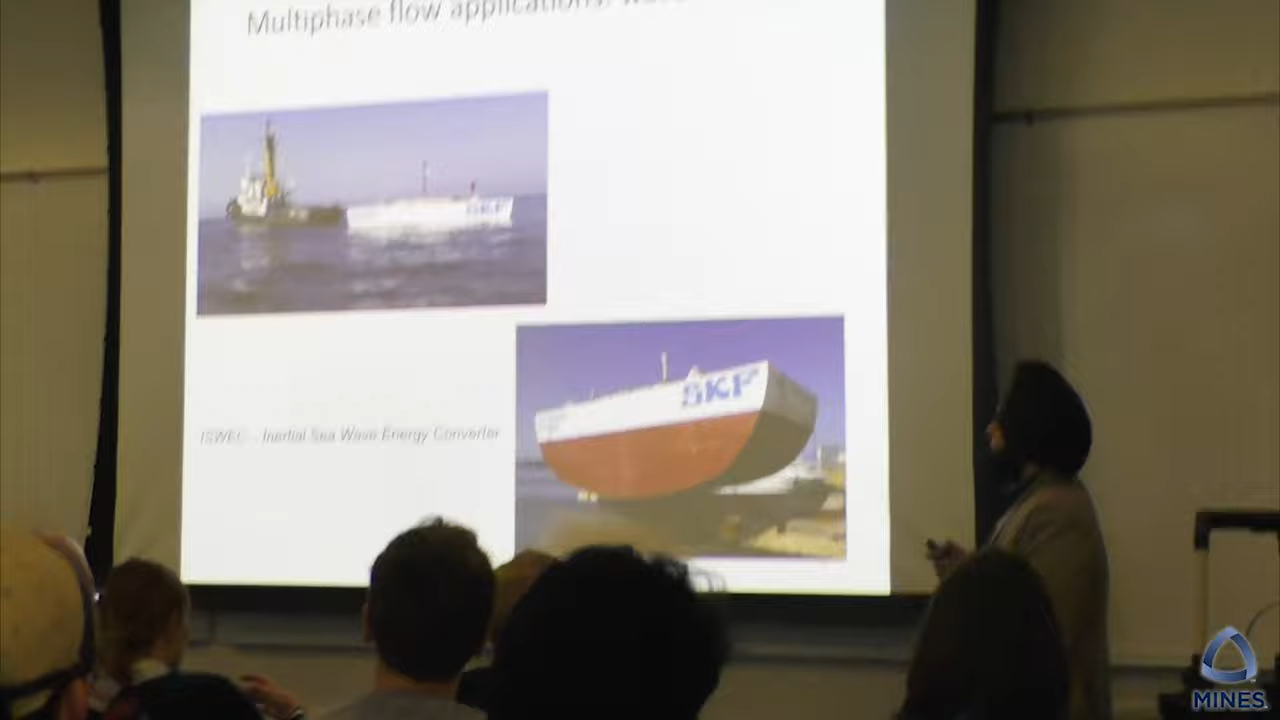 Multiphase flow applications:
SKF
SKF
ISWEC - Inertial Sea Wave Energy Converter
MINES